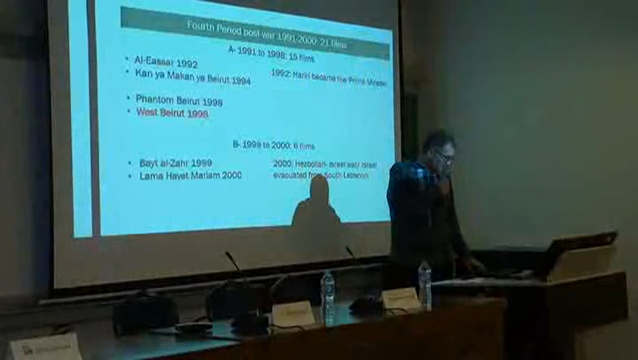 Fourth Period post-war 1991-2000: 21 films
A- 1991 to 1998: 15 films
• Al-Eassar 1992
• Kan ya Makan ya Beirut 1994
1992: Hariri became the Prime Minister
• Phantom Beirut 1998
• West Beirut 1998
B- 1999 to 2000: 6 films
• Bayt al-Zahr 1999
• Lama Hayet Mariam 2000
2000: Hezbollah- Israel war/ Israel
evacuated from South Lebanon